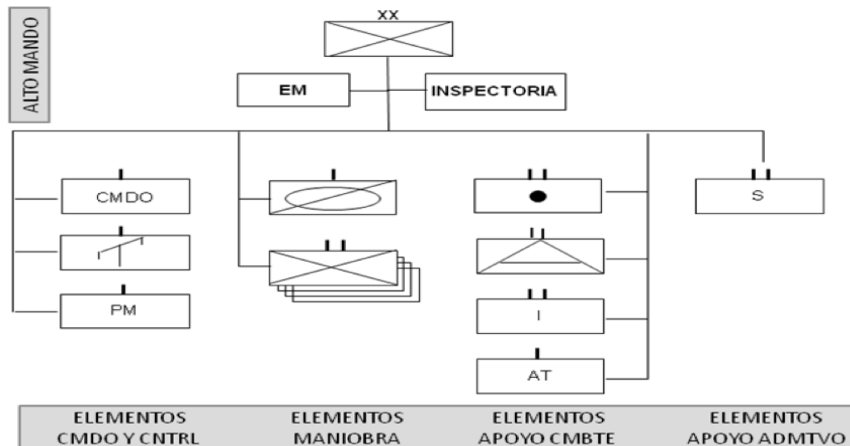 XX
ALTO MANDO
EM
INSPECTORIA
CMDO
S
PM
I
AT
ELEMENTOS CMDO Y CNTRL
ELEMENTOS MANIOBRA
ELEMENTOS APOYO CMBTE
ELEMENTOS APOYO ADMTVO